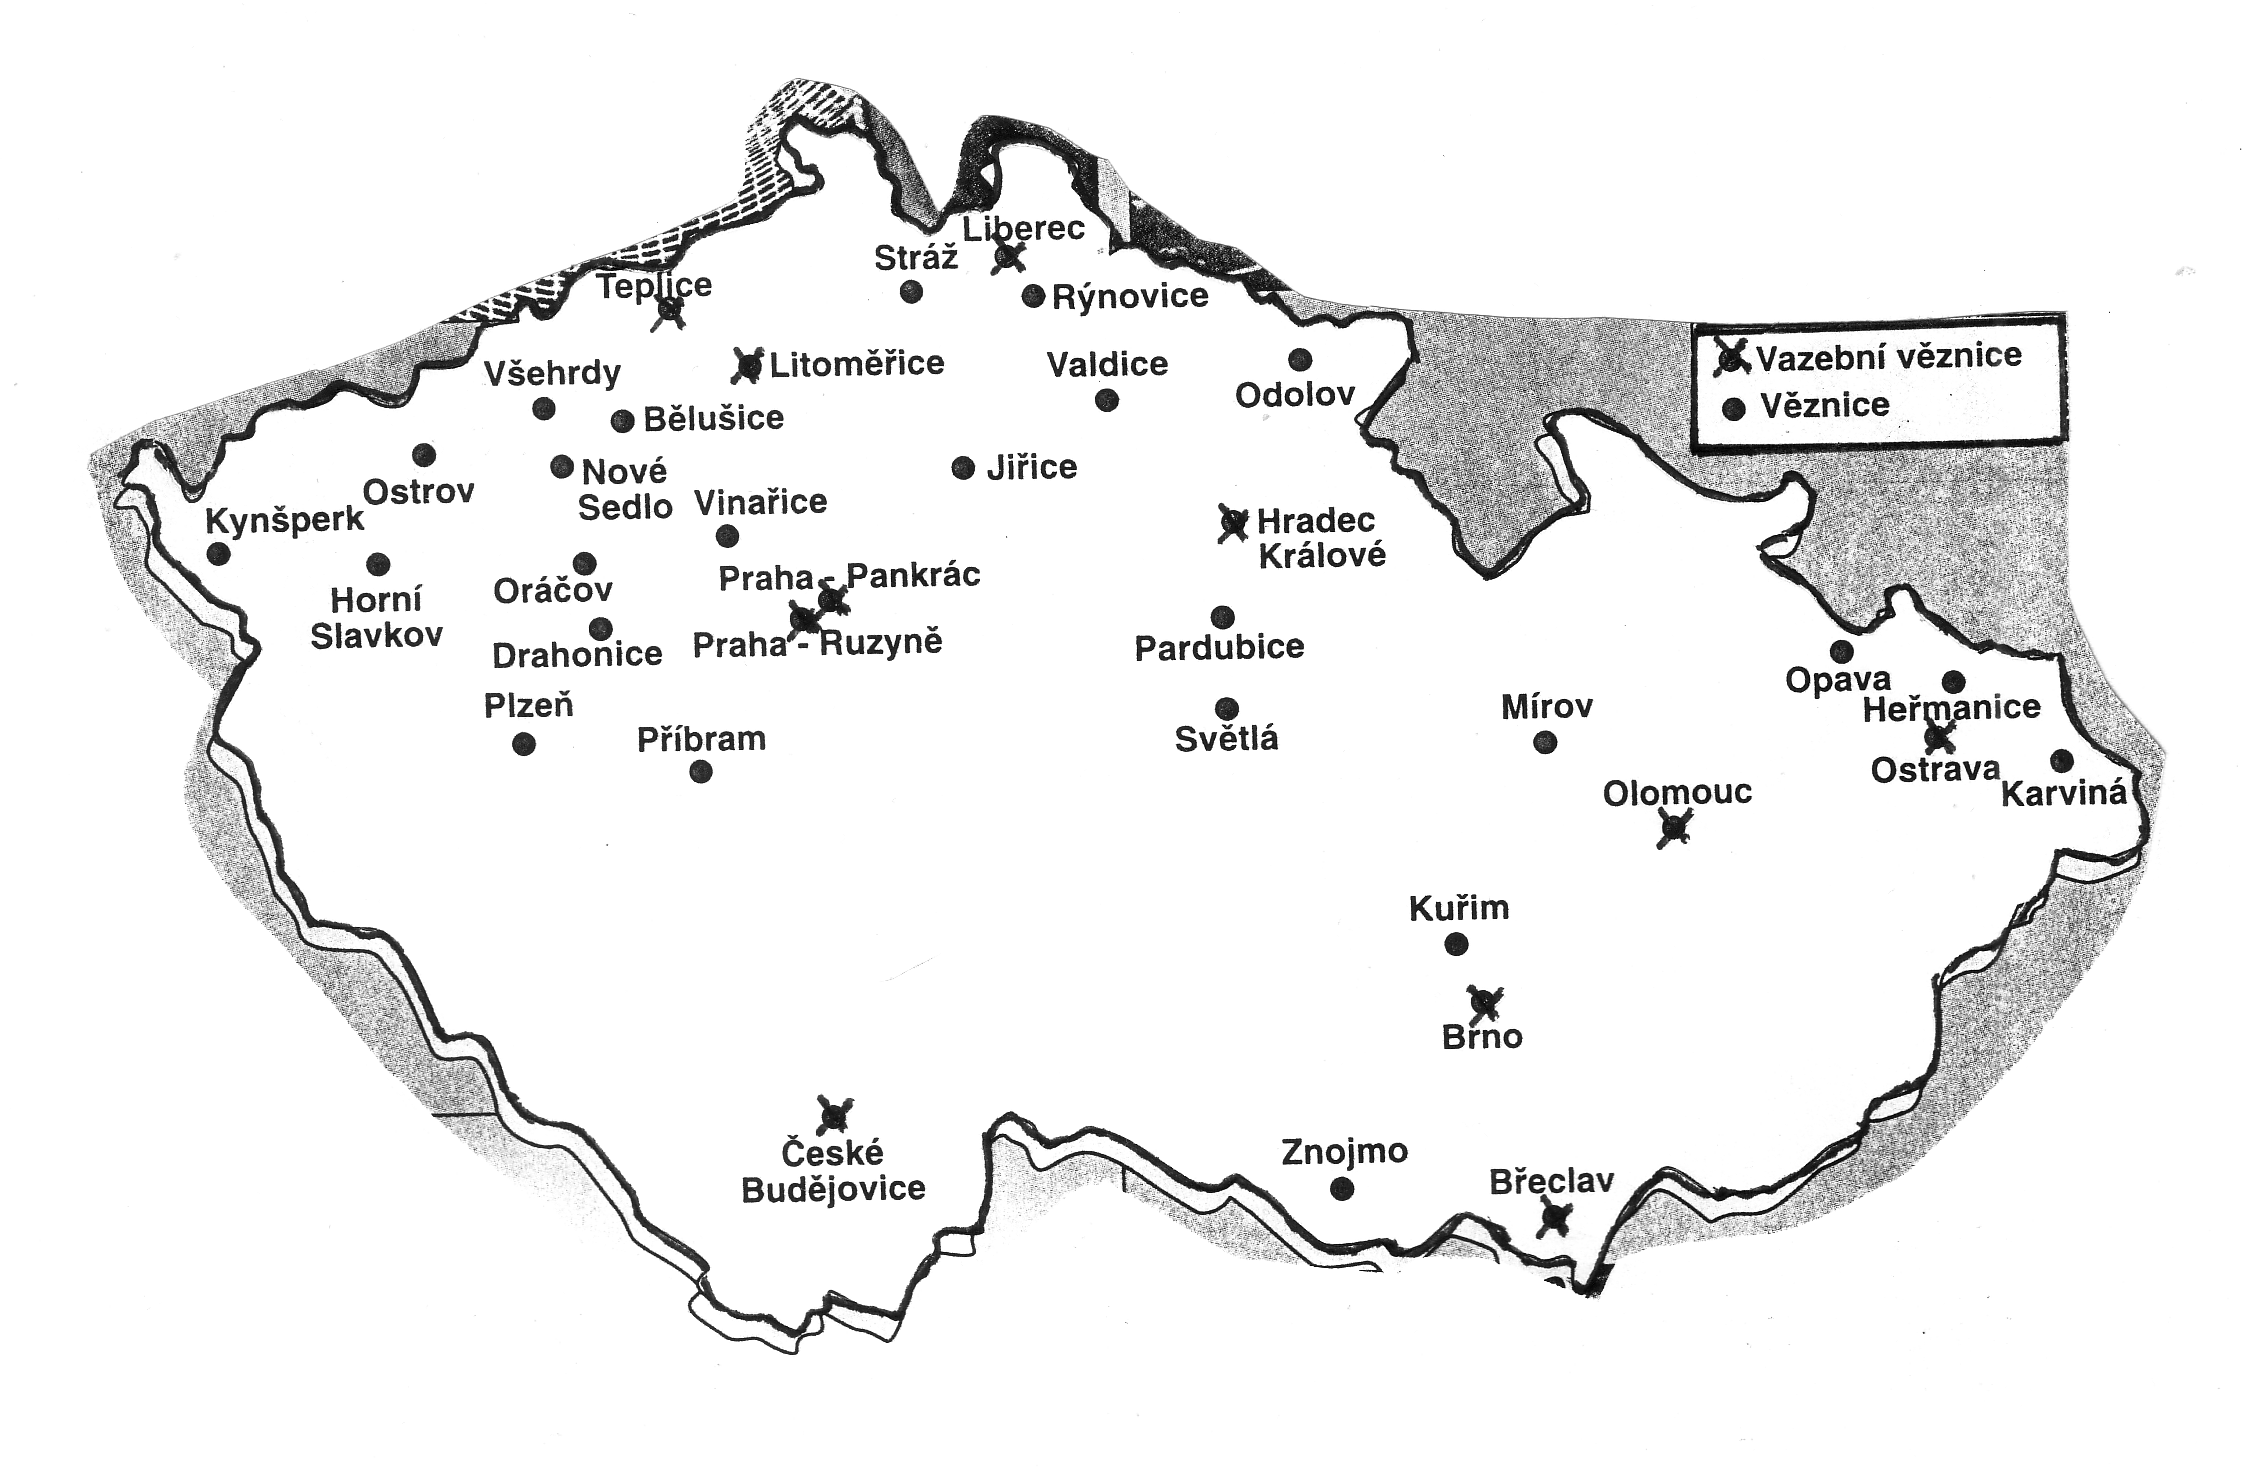 Liberec
Stráž
Teplice
Rýnovice
Vazební věznice
Věznice
Všehrdy
Litoměřice
Valdice
Odolov
Bělušice
Ostrov
Nové
Sedlo
Jiřice
Kynšperk
Vinařice
Hradec
Králové
Horní
Slavkov
Oráčov
Praha - Pankrác
Drahonice
Praha - Ruzyně
Pardubice
Plzeň
Příbram
Světlá
Mírov
Opava
Heřmanice
Ostrava
Karviná
Olomouc
Kuřim
Brno
České
Budějovice
Znojmo
Břeclav